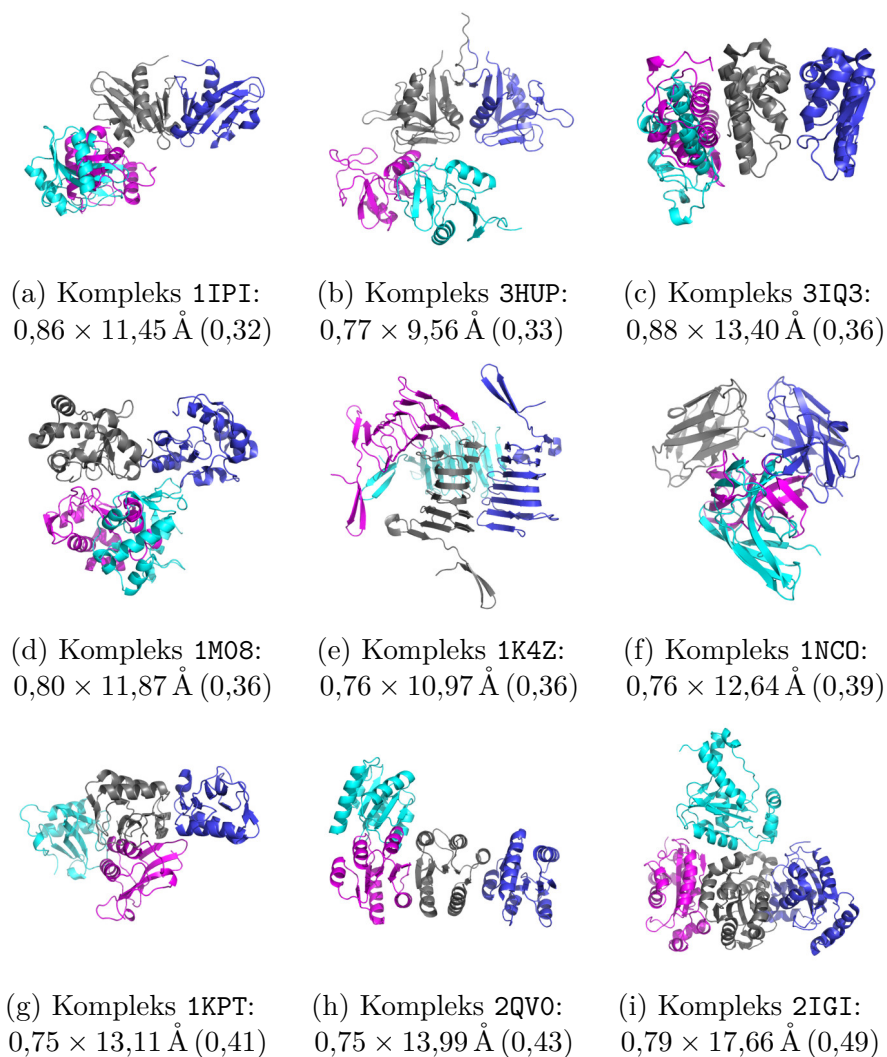 (a) Kompleks 1IPI:
0,86 × 11,45 Å (0,32)
(b) Kompleks 3HUP:
0,77 × 9,56 Å (0,33)
(c) Kompleks 3IQ3:
0,88 × 13,40 Å (0,36)
(d) Kompleks 1M08:
0,80 × 11,87 Å (0,36)
(e) Kompleks 1K4Z:
0,76 × 10,97 Å (0,36)
(f) Kompleks 1NCO:
0,76 × 12,64 Å (0,39)
(g) Kompleks 1KPT:
0,75 × 13,11 Å (0,41)
(h) Kompleks 2QV0:
0,75 × 13,99 Å (0,43)
(i) Kompleks 2IGI:
0,79 × 17,66 Å (0,49)